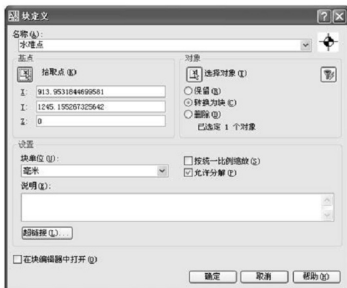 块定义
名称(A):
水准点
基点
拾取点(K)
X: 913.9531844699581
Y: 1245.155267325642
Z: 0
对象
选择对象(T)
保留(R)
转换为块(C)
删除(D)
已选定 1 个对象
设置
块单位(U):
毫米
按统一比例缩放(S)
允许分解(P)
说明(E):
超链接(L)...
在块编辑器中打开(O)
确定
取消
帮助(H)